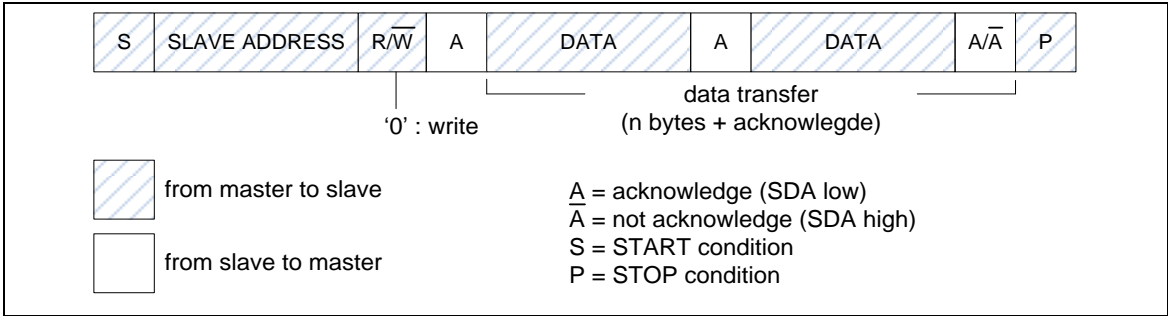 S SLAVE ADDRESS R/W̅ A DATA A DATA A/A̅ P
data transfer
(n bytes + acknowlegde)
‘0’ : write
from master to slave
from slave to master
A = acknowledge (SDA low)
A̅ = not acknowledge (SDA high)
S = START condition
P = STOP condition